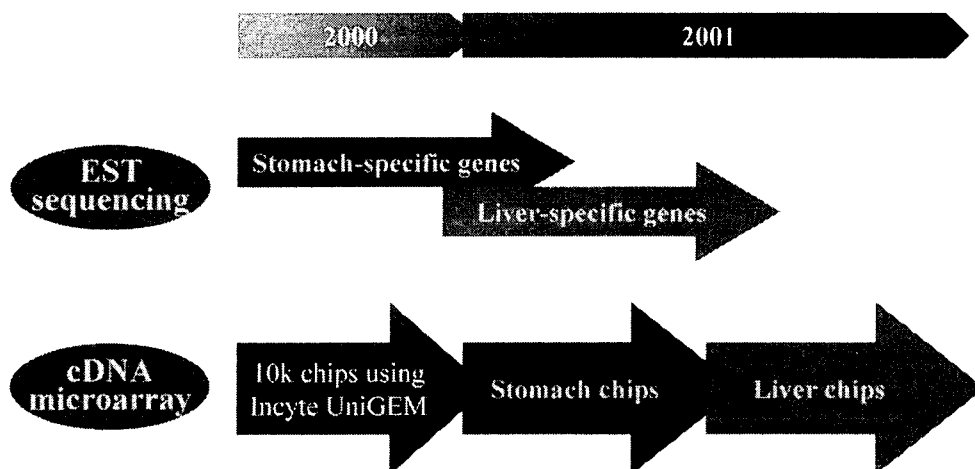 2000
2001
EST
sequencing
Stomach-specific genes
Liver-specific genes
cDNA
microarray
10k chips using
Incyte UniGEM
Stomach chips
Liver chips